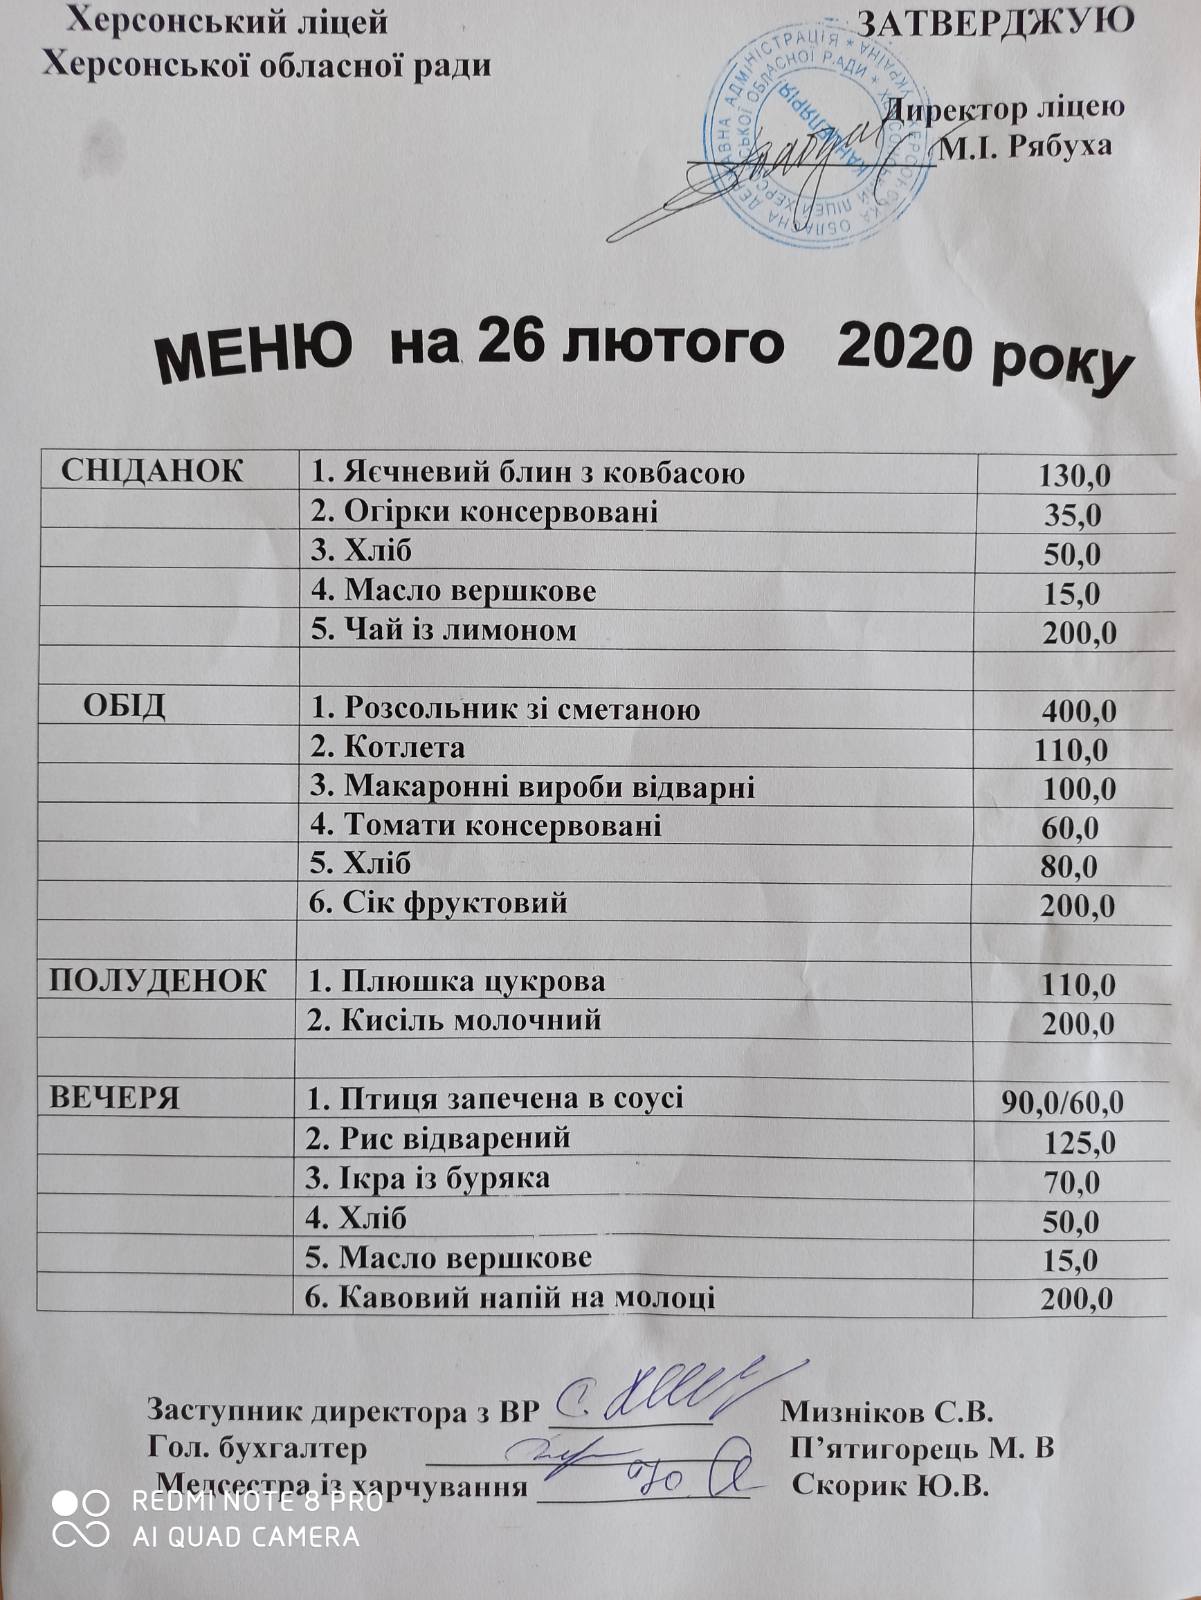 Херсонський ліцей
Херсонської обласної ради
ЗАТВЕРДЖУЮ
Директор ліцею
М.І. Рябуха
КАНЦЕЛЯРІЯ
МЕНЮ на 26 лютого 2020 року
СНІДАНОК 1. Яєчневий блин з ковбасою 130,0
2. Огірки консервовані 35,0
3. Хліб 50,0
4. Масло вершкове 15,0
5. Чай із лимоном 200,0
ОБІД 1. Розсольник зі сметаною 400,0
2. Котлета 110,0
3. Макаронні вироби відварні 100,0
4. Томати консервовані 60,0
5. Хліб 80,0
6. Сік фруктовий 200,0
ПОЛУДЕНОК 1. Плюшка цукрова 110,0
2. Кисіль молочний 200,0
ВЕЧЕРЯ 1. Птиця запечена в соусі 90,0/60,0
2. Рис відварений 125,0
3. Ікра із буряка 70,0
4. Хліб 50,0
5. Масло вершкове 15,0
6. Кавовий напій на молоці 200,0
Заступник директора з ВР Мизніков С.В.
Гол. бухгалтер П’ятигорець М. В
Медсестра із харчування Скорик Ю.В.
REDMI NOTE 8 PRO
AI QUAD CAMERA